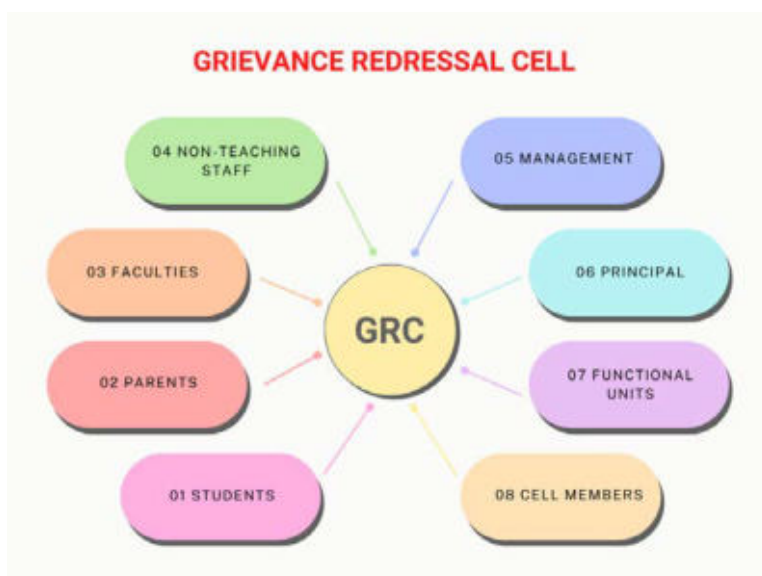 GRIEVANCE REDRESSAL CELL
04 NON-TEACHING
STAFF
05 MANAGEMENT
03 FACULTIES
06 PRINCIPAL
GRC
02 PARENTS
07 FUNCTIONAL
UNITS
01 STUDENTS
08 CELL MEMBERS